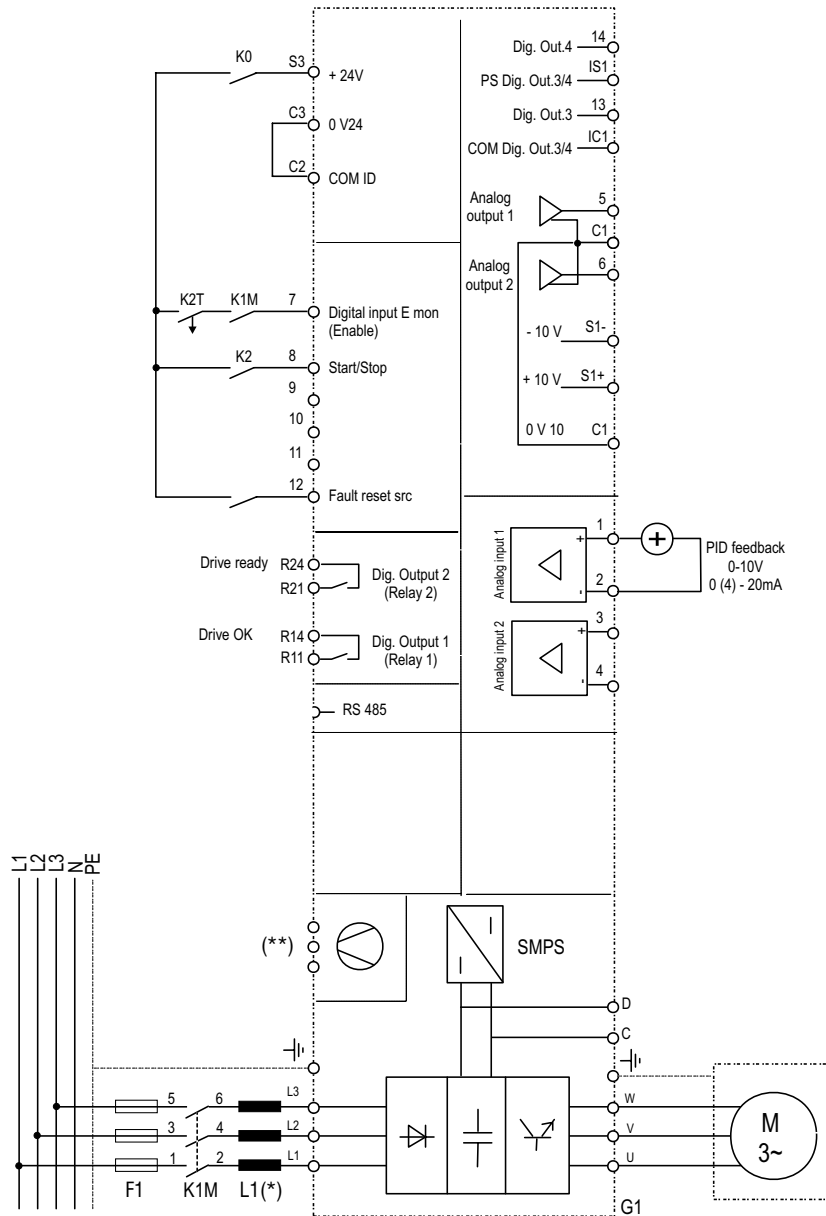 K0
S3
+ 24V
C3
0 V24
C2
COM ID
K2T
K1M
7
Digital input E mon
(Enable)
K2
8
Start/Stop
9
10
11
12
Fault reset src
Drive ready
R24
R21
Dig. Output 2
(Relay 2)
Drive OK
R14
R11
Dig. Output 1
(Relay 1)
RS 485
Dig. Out.4
14
PS Dig. Out.3/4
IS1
Dig. Out.3
13
COM Dig. Out.3/4
IC1
Analog
output 1
5
C1
Analog
output 2
6
- 10 V
S1-
+ 10 V
S1+
0 V 10
C1
Analog input 1
+
-
1
2
+
PID feedback
0-10V
0 (4) - 20mA
Analog input 2
+
-
3
4
L1
L2
L3
N
PE
(**)
SMPS
D
C
5
6
L3
W
3
4
L2
V
1
2
L1
U
F1
K1M
L1(*)
M
3~
G1